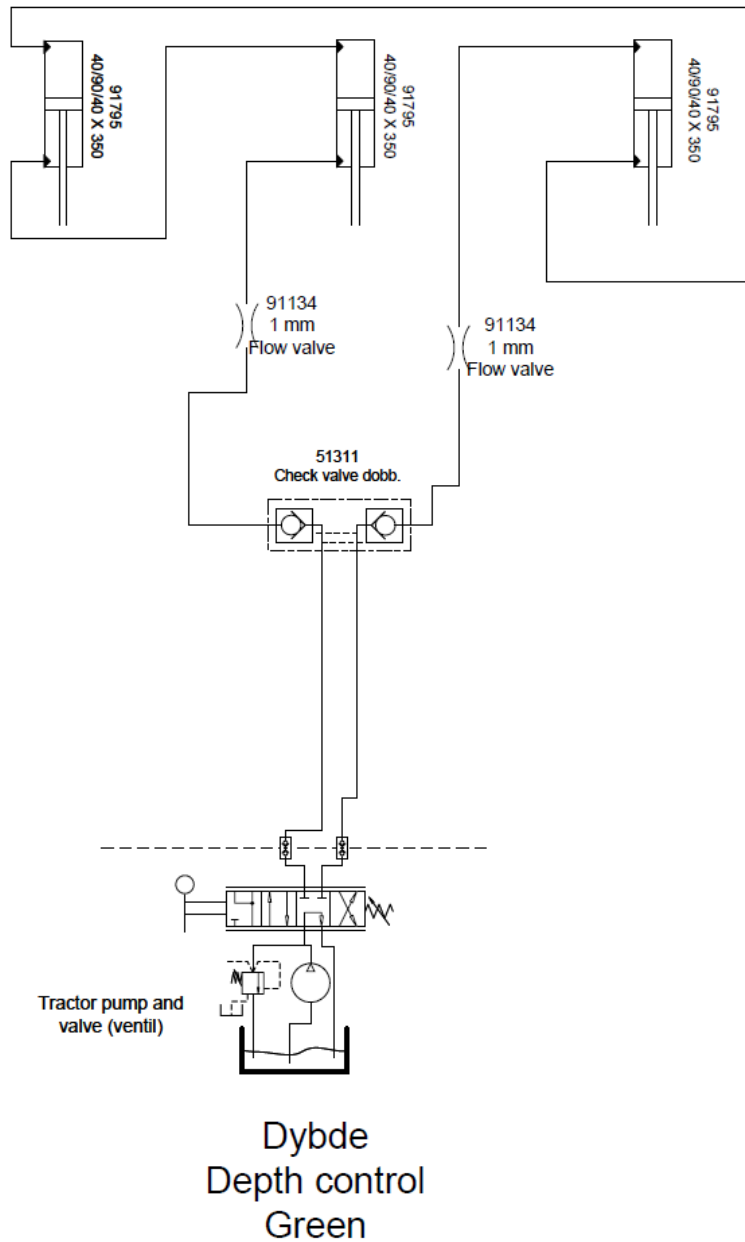 91795
40/90/40 X 350
91795
40/90/40 X 350
91795
40/90/40 X 350
91134
1 mm
Flow valve
91134
1 mm
Flow valve
51311
Check valve dobb.
Tractor pump and
valve (ventil)
Dybde
Depth control
Green